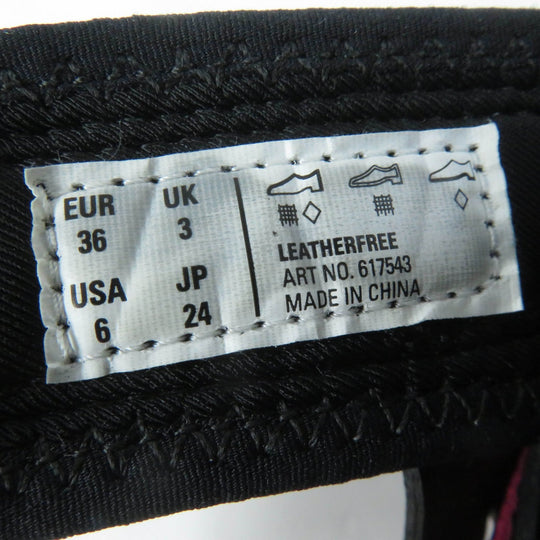 EUR UK
36 3
USA JP
6 24
LEATHERFREE
ART NO. 617543
MADE IN CHINA